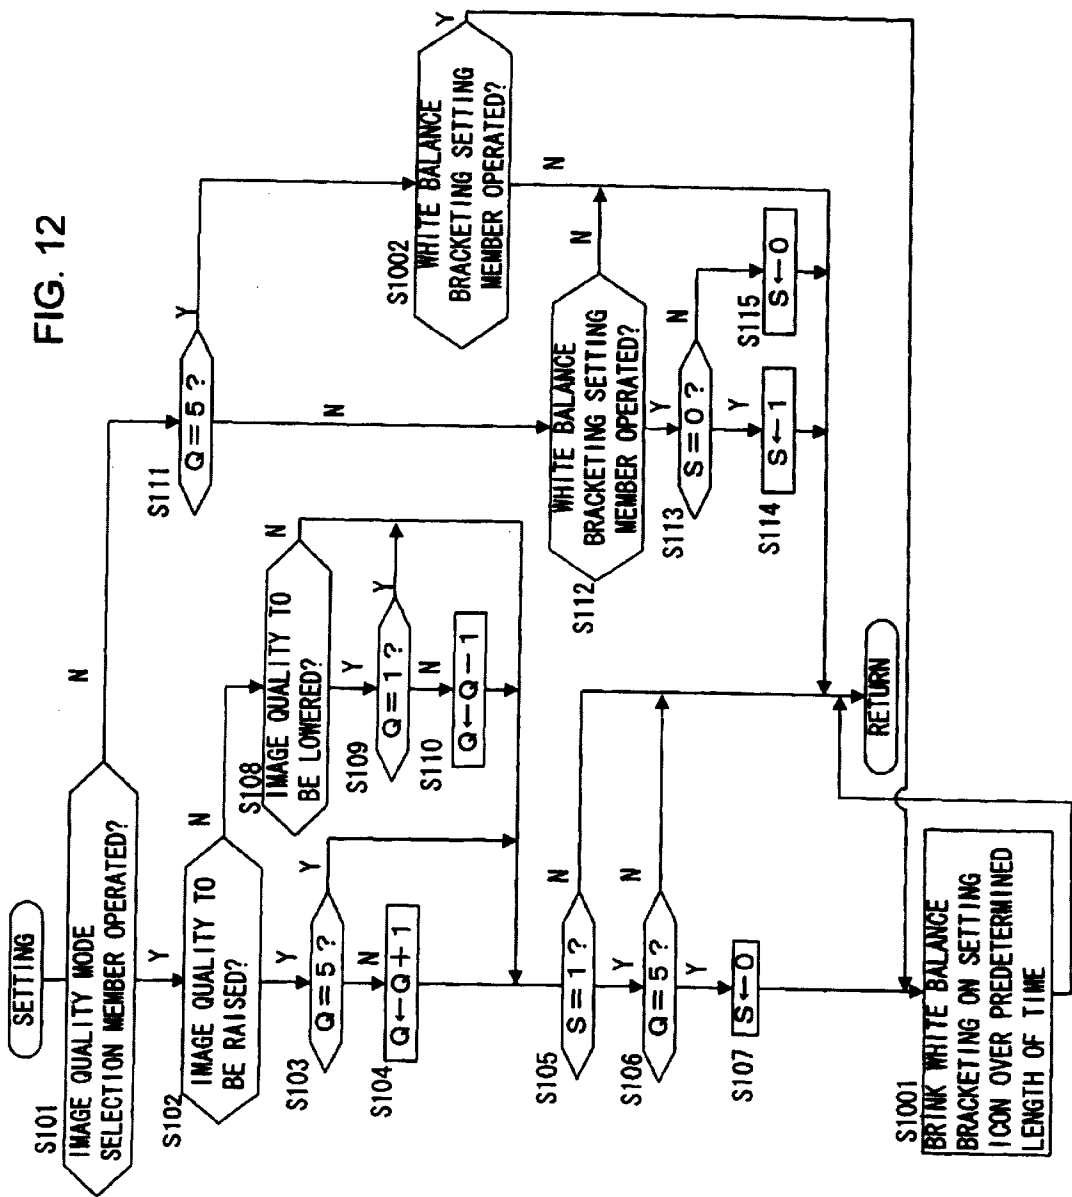 FIG. 12
SETTING
S101
IMAGE QUALITY MODE
SELECTION MEMBER OPERATED?
N
Y
S102
IMAGE QUALITY TO
BE RAISED?
N
Y
S103
Q=5?
Y
N
S104
Q←Q+1
S108
IMAGE QUALITY TO
BE LOWERED?
N
Y
S109
Q=1?
Y
N
S110
Q←Q−1
S105
S=1?
N
Y
S106
Q=5?
N
Y
S107
S←0
S1001
BRINK WHITE BALANCE
BRACKETING ON SETTING
ICON OVER PREDETERMINED
LENGTH OF TIME
S111
Q=5?
Y
N
S1002
WHITE BALANCE
BRACKETING SETTING
MEMBER OPERATED?
Y
N
S112
WHITE BALANCE
BRACKETING SETTING
MEMBER OPERATED?
N
Y
S113
S=0?
N
Y
S114
S←1
S115
S←0
RETURN